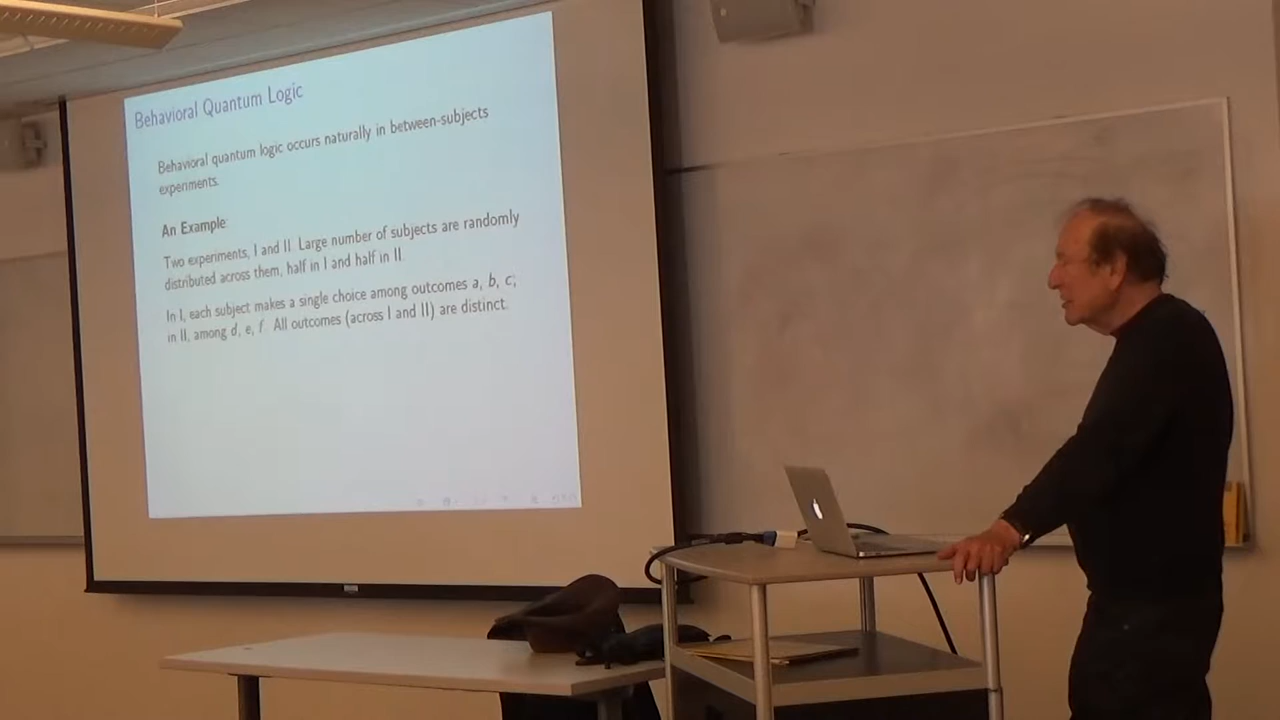 Behavioral Quantum Logic
Behavioral quantum logic occurs naturally in between-subjects
experiments.
An Example:
Two experiments, I and II. Large number of subjects are randomly
distributed across them, half in I and half in II.
In I, each subject makes a single choice among outcomes a, b, c;
in II, among d, e, f. All outcomes (across I and II) are distinct.